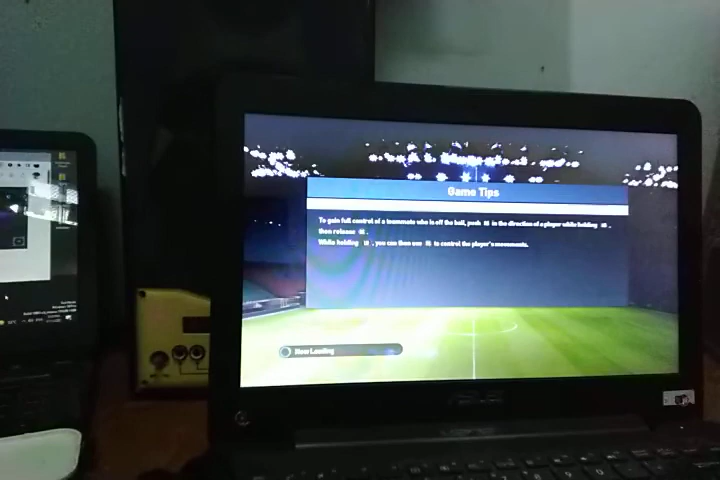 Game Tips
To gain full control of a teammate who is off the ball, push in the direction of a player while holding ,
then release .
While holding , you can then use to control the player's movements.
Now Loading
ASUS